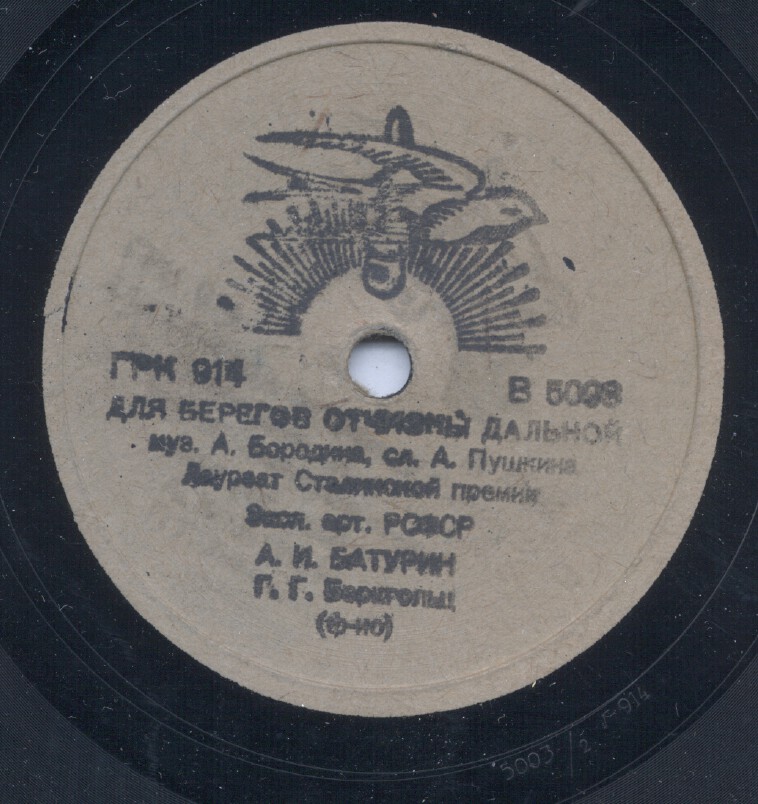 ГРК 914
В 5003
ДЛЯ БЕРЕГОВ ОТЧИЗНЫ ДАЛЬНОЙ
муз. А. Бородина, сл. А. Пушкина
Лауреат Сталинской премии
Засл. арт. РСФСР
А. И. БАТУРИН
Г. Г. Беркгольц
(ф-но)
5003/2 г-914